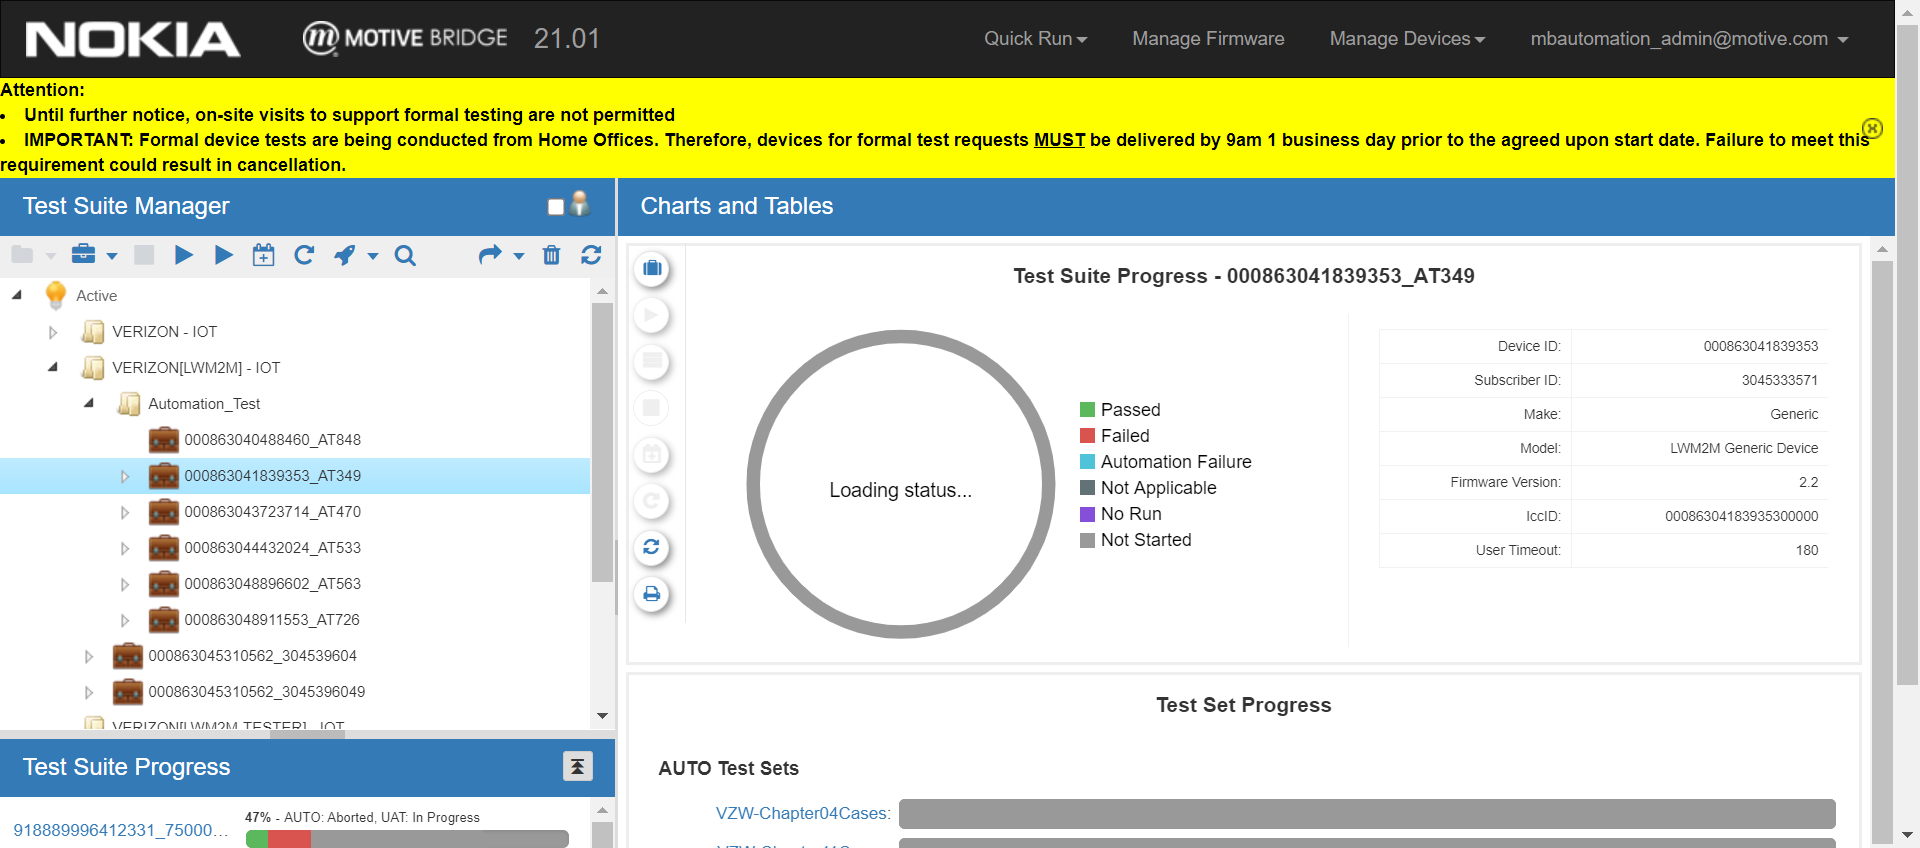 NOKIA
m MOTIVE BRIDGE 21.01
Quick Run
Manage Firmware
Manage Devices
mbautomation_admin@motive.com
Attention:
• Until further notice, on-site visits to support formal testing are not permitted
• IMPORTANT: Formal device tests are being conducted from Home Offices. Therefore, devices for formal test requests MUST be delivered by 9am 1 business day prior to the agreed upon start date. Failure to meet this
requirement could result in cancellation.
Test Suite Manager
Active
VERIZON - IOT
VERIZON[LWM2M] - IOT
Automation_Test
000863040488460_AT848
000863041839353_AT349
000863043723714_AT470
000863044432024_AT533
000863048896602_AT563
000863048911553_AT726
000863045310562_304539604
000863045310562_3045396049
VERIZON[LWM2M TESTER] - IOT
Test Suite Progress
918889996412331_75000...
47% - AUTO: Aborted, UAT: In Progress
Charts and Tables
Test Suite Progress - 000863041839353_AT349
Loading status...
Passed
Failed
Automation Failure
Not Applicable
No Run
Not Started
Device ID: 000863041839353
Subscriber ID: 3045333571
Make: Generic
Model: LWM2M Generic Device
Firmware Version: 2.2
IccID: 00086304183935300000
User Timeout: 180
Test Set Progress
AUTO Test Sets
VZW-Chapter04Cases: